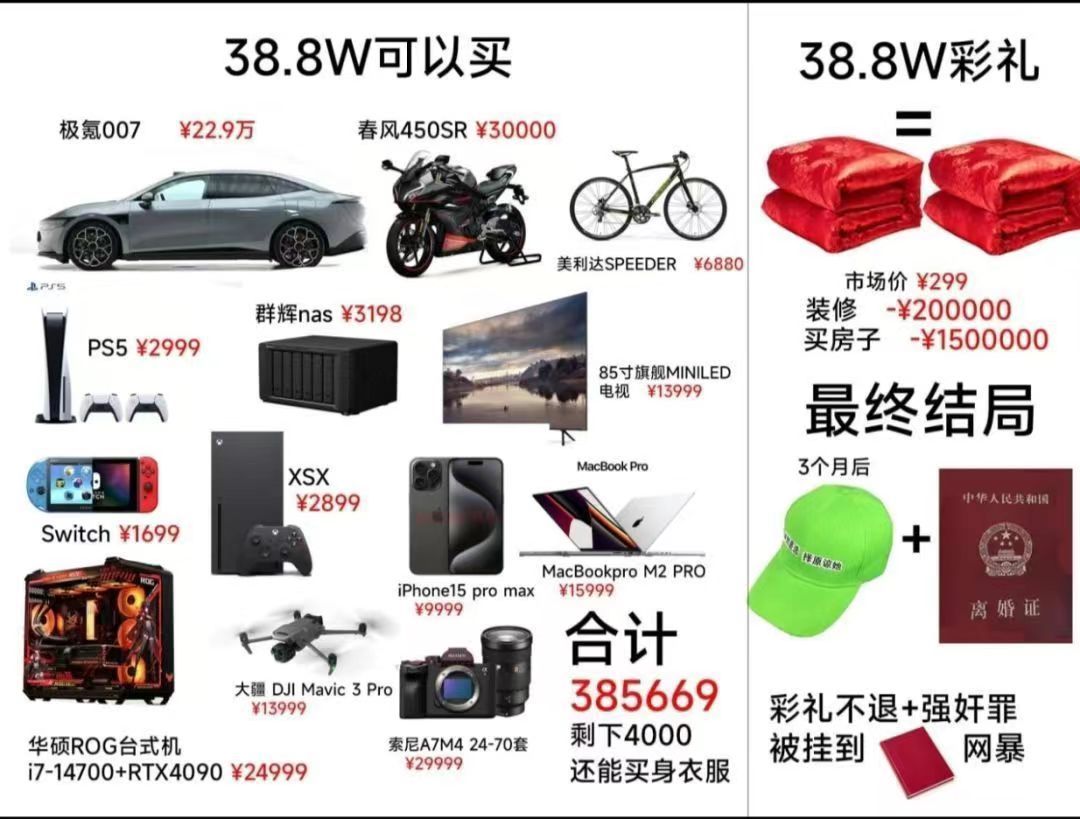 38.8W可以买
极氪007 ¥22.9万
春风450SR ¥30000
美利达SPEEDER ¥6880
PS5
PS5 ¥2999
群辉nas ¥3198
85寸旗舰MINILED
电视 ¥13999
Switch ¥1699
XSX
¥2899
iPhone15 pro max
¥9999
MacBook Pro
MacBookpro M2 PRO
¥15999
ROG
华硕ROG台式机
i7-14700+RTX4090 ¥24999
大疆 DJI Mavic 3 Pro
¥13999
SONY
索尼A7M4 24-70套
¥29999
合计
385669
剩下4000
还能买身衣服
38.8W彩礼
=
市场价 ¥299
装修 -¥200000
买房子 -¥1500000
最终结局
3个月后
择原谅她
+
中华人民共和国
离婚证
彩礼不退+强奸罪
被挂到 网暴